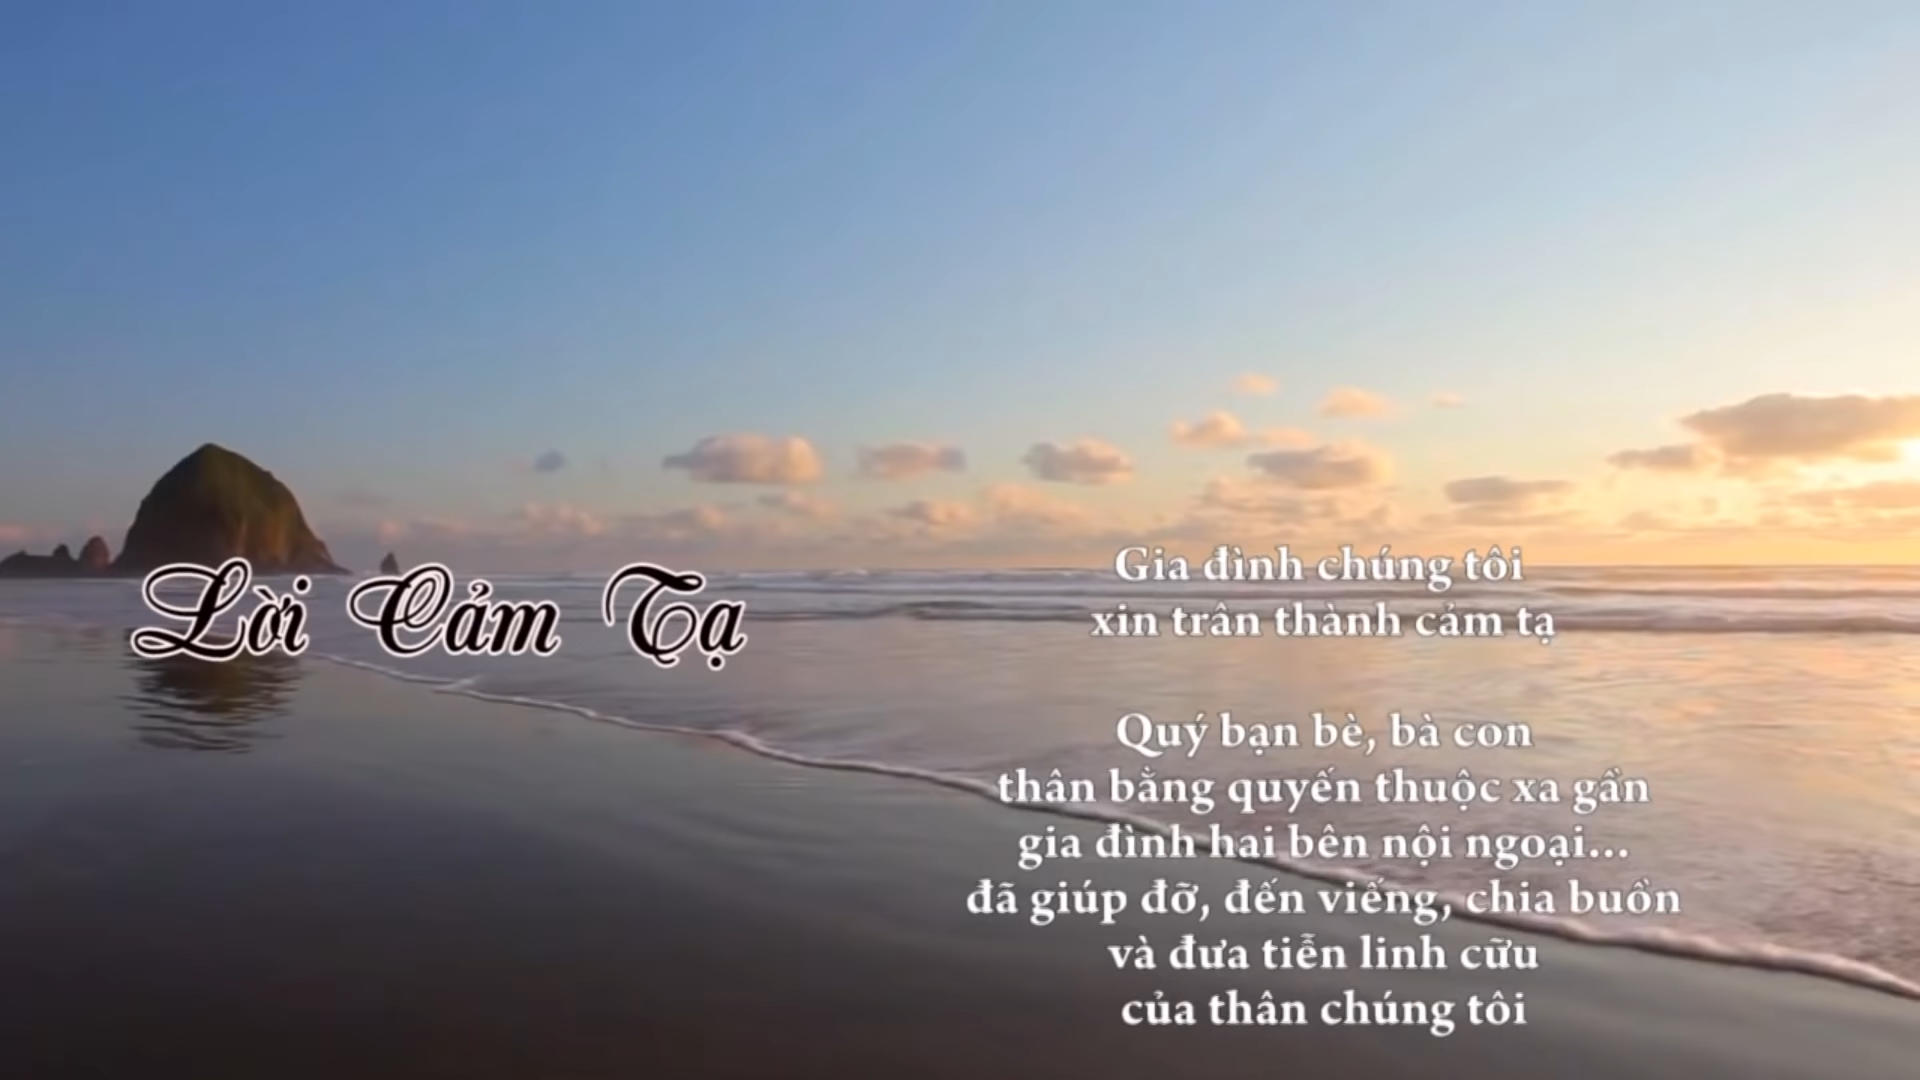 Lời Cảm Tạ
Gia đình chúng tôi
xin trân thành cảm tạ
Quý bạn bè, bà con
thân bằng quyến thuộc xa gần
gia đình hai bên nội ngoại...
đã giúp đỡ, đến viếng, chia buồn
và đưa tiễn linh cữu
của thân chúng tôi